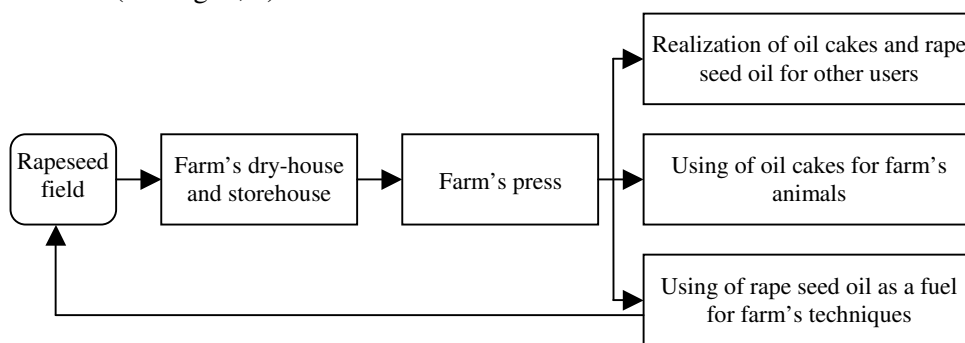 Realization of oil cakes and rape
seed oil for other users
Rapeseed
field
Farm's dry-house
and storehouse
Farm's press
Using of oil cakes for farm's
animals
Using of rape seed oil as a fuel
for farm's techniques